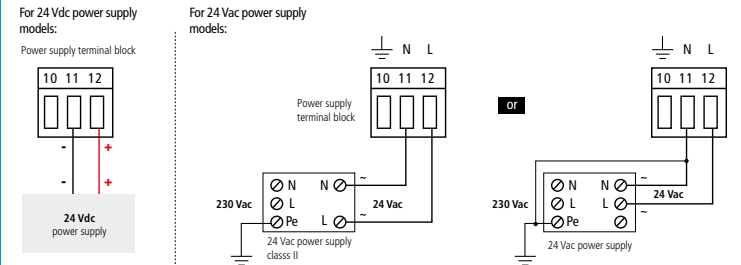 For 24 Vdc power supply
models:
Power supply terminal block
10 11 12
- +
- +
24 Vdc
power supply
For 24 Vac power supply
models:
N L
10 11 12
Power supply
terminal block
~
N N
230 Vac L 24 Vac
Pe L ~
24 Vac power supply
classs II
or
N L
10 11 12
~
N N
230 Vac L L 24 Vac
Pe ~
24 Vac power supply